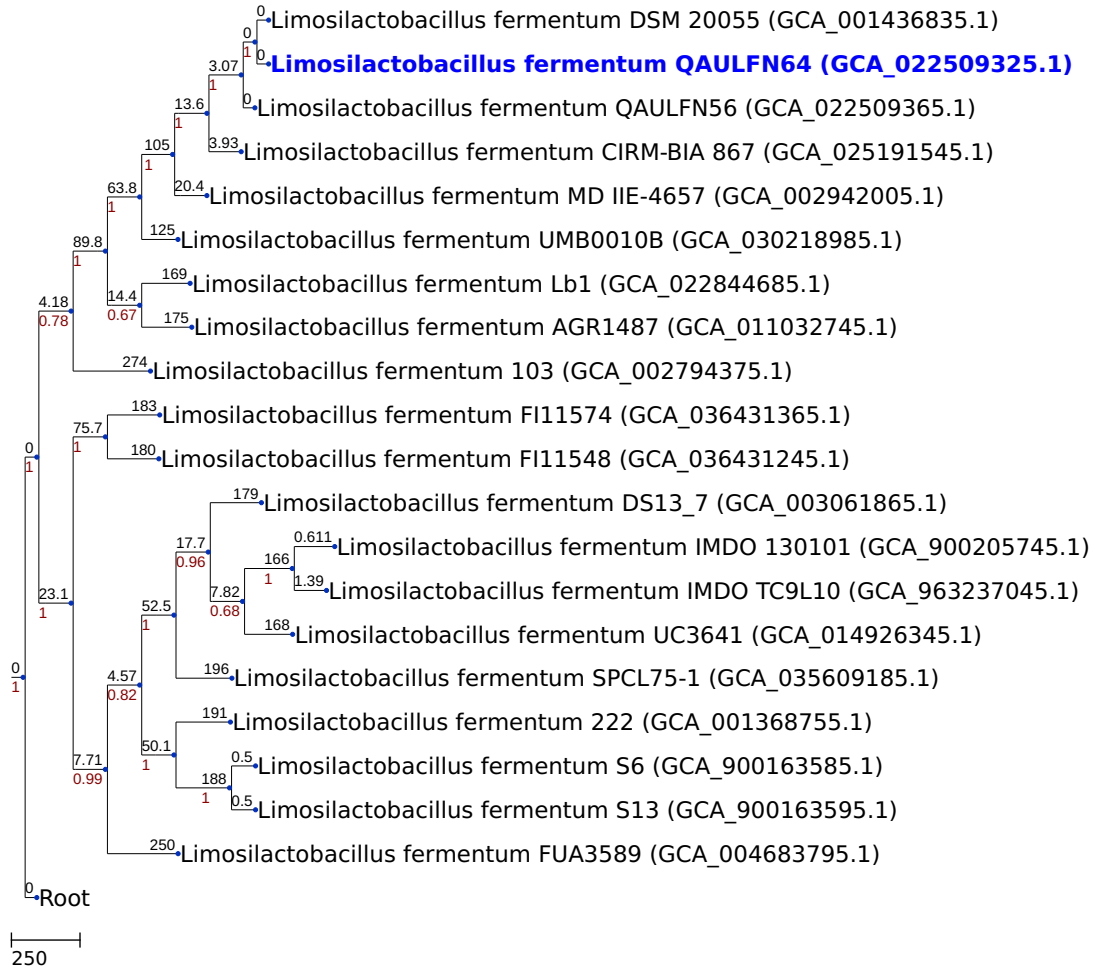 0
Limosilactobacillus fermentum DSM 20055 (GCA_001436835.1)
0
1
0
Limosilactobacillus fermentum QAULFN64 (GCA_022509325.1)
3.07
1
0
Limosilactobacillus fermentum QAULFN56 (GCA_022509365.1)
13.6
1
3.93
Limosilactobacillus fermentum CIRM-BIA 867 (GCA_025191545.1)
105
1
20.4
Limosilactobacillus fermentum MD IIE-4657 (GCA_002942005.1)
63.8
1
125
Limosilactobacillus fermentum UMB0010B (GCA_030218985.1)
89.8
1
169
Limosilactobacillus fermentum Lb1 (GCA_022844685.1)
14.4
0.67
175
Limosilactobacillus fermentum AGR1487 (GCA_011032745.1)
4.18
0.78
274
Limosilactobacillus fermentum 103 (GCA_002794375.1)
183
Limosilactobacillus fermentum FI11574 (GCA_036431365.1)
75.7
1
180
Limosilactobacillus fermentum FI11548 (GCA_036431245.1)
0
1
179
Limosilactobacillus fermentum DS13_7 (GCA_003061865.1)
17.7
0.96
0.611
Limosilactobacillus fermentum IMDO 130101 (GCA_900205745.1)
166
1
1.39
Limosilactobacillus fermentum IMDO TC9L10 (GCA_963237045.1)
7.82
0.68
168
Limosilactobacillus fermentum UC3641 (GCA_014926345.1)
52.5
1
23.1
1
196
Limosilactobacillus fermentum SPCL75-1 (GCA_035609185.1)
4.57
0.82
0
1
191
Limosilactobacillus fermentum 222 (GCA_001368755.1)
50.1
1
0.5
Limosilactobacillus fermentum S6 (GCA_900163585.1)
188
1
0.5
Limosilactobacillus fermentum S13 (GCA_900163595.1)
7.71
0.99
250
Limosilactobacillus fermentum FUA3589 (GCA_004683795.1)
0
Root
250